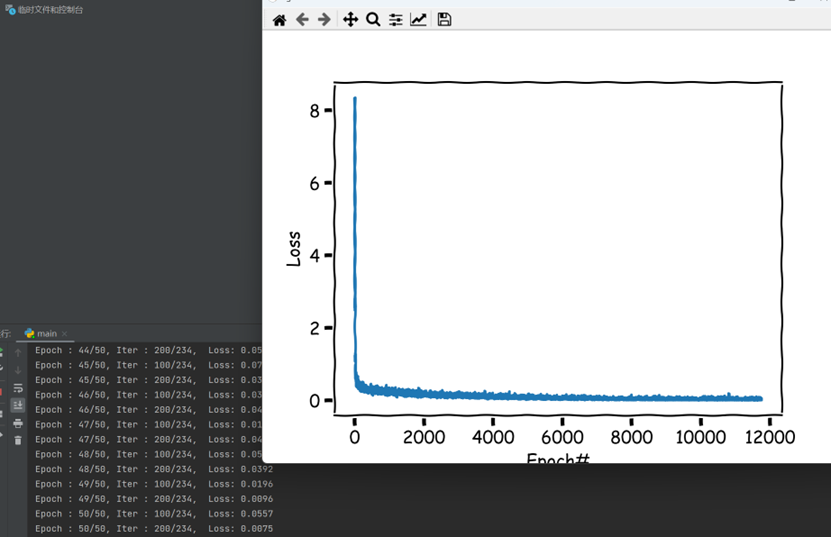 临时文件和控制台
8
6
4
2
0
Loss
0 2000 4000 6000 8000 10000 12000
Epoch#
行: main ×
Epoch : 44/50, Iter : 200/234, Loss: 0.05
Epoch : 45/50, Iter : 100/234, Loss: 0.07
Epoch : 45/50, Iter : 200/234, Loss: 0.03
Epoch : 46/50, Iter : 100/234, Loss: 0.03
Epoch : 46/50, Iter : 200/234, Loss: 0.04
Epoch : 47/50, Iter : 100/234, Loss: 0.01
Epoch : 47/50, Iter : 200/234, Loss: 0.04
Epoch : 48/50, Iter : 100/234, Loss: 0.05
Epoch : 48/50, Iter : 200/234, Loss: 0.0392
Epoch : 49/50, Iter : 100/234, Loss: 0.0196
Epoch : 49/50, Iter : 200/234, Loss: 0.0096
Epoch : 50/50, Iter : 100/234, Loss: 0.0557
Epoch : 50/50, Iter : 200/234, Loss: 0.0075